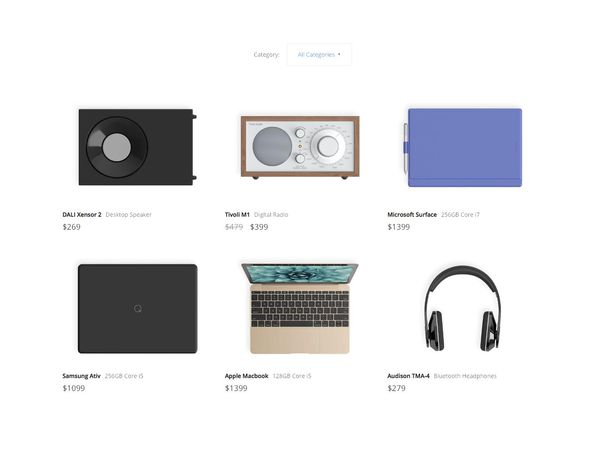 Category: All Categories
DALI Xensor 2 Desktop Speaker
$269
Tivoli M1 Digital Radio
$479 $399
Microsoft Surface 256GB Core i7
$1399
Samsung Ativ 256GB Core i5
$1099
Apple Macbook 128GB Core i5
$1399
Audison TMA-4 Bluetooth Headphones
$279